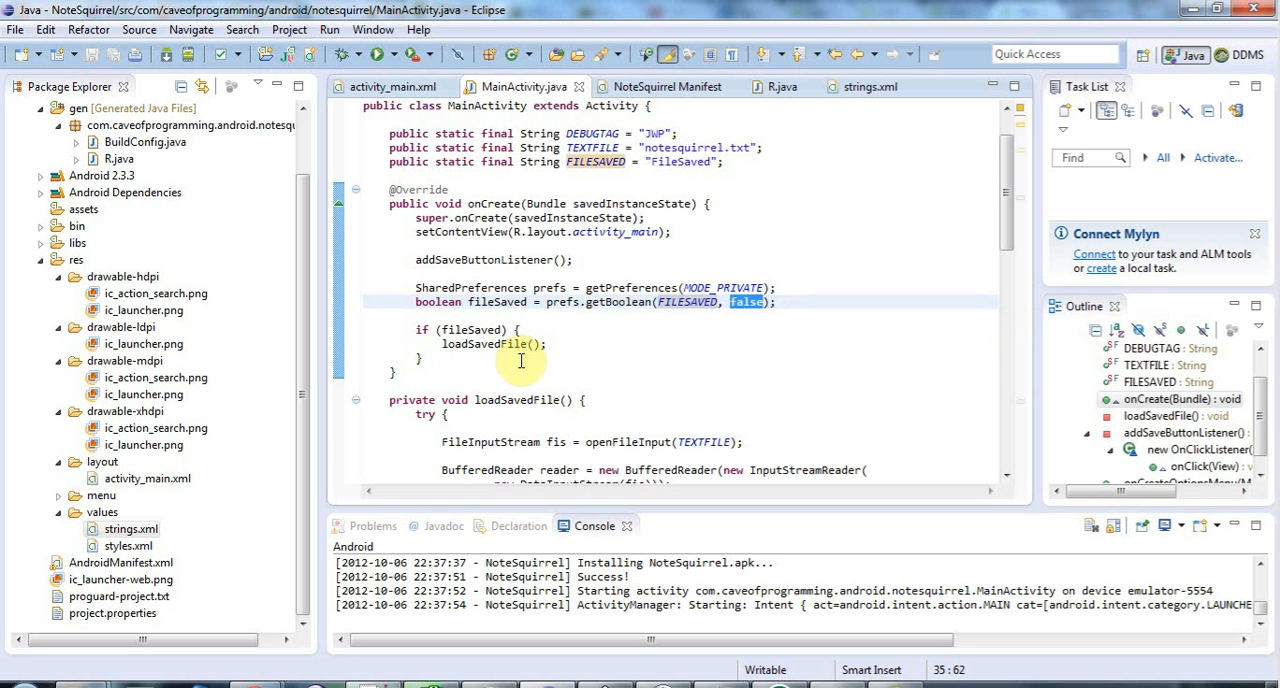 Java - NoteSquirrel/src/com/caveofprogramming/android/notesquirrel/MainActivity.java - Eclipse
File Edit Refactor Source Navigate Search Project Run Window Help
Quick Access Java DDMS
Package Explorer
gen [Generated Java Files]
com.caveofprogramming.android.notesqu
BuildConfig.java
R.java
Android 2.3.3
Android Dependencies
assets
bin
libs
res
drawable-hdpi
ic_action_search.png
ic_launcher.png
drawable-ldpi
ic_launcher.png
drawable-mdpi
ic_action_search.png
ic_launcher.png
drawable-xhdpi
ic_action_search.png
ic_launcher.png
layout
activity_main.xml
menu
values
strings.xml
styles.xml
AndroidManifest.xml
ic_launcher-web.png
proguard-project.txt
project.properties
activity_main.xml MainActivity.java NoteSquirrel Manifest R.java strings.xml
public class MainActivity extends Activity {
public static final String DEBUGTAG = "JWP";
public static final String TEXTFILE = "notesquirrel.txt";
public static final String FILESAVED = "FileSaved";
@Override
public void onCreate(Bundle savedInstanceState) {
super.onCreate(savedInstanceState);
setContentView(R.layout.activity_main);
addSaveButtonListener();
SharedPreferences prefs = getPreferences(MODE_PRIVATE);
boolean fileSaved = prefs.getBoolean(FILESAVED, false);
if (fileSaved) {
loadSavedFile();
}
}
private void loadSavedFile() {
try {
FileInputStream fis = openFileInput(TEXTFILE);
BufferedReader reader = new BufferedReader(new InputStreamReader(
new DataInputStream(fis)));
Task List
Find All Activate...
Connect Mylyn
Connect to your task and ALM tools
or create a local task.
Outline
DEBUGTAG : String
TEXTFILE : String
FILESAVED : String
onCreate(Bundle) : void
loadSavedFile() : void
addSaveButtonListener() :
new OnClickListener()
onClick(View) : v
onCreateOptionsMenu(M
Problems Javadoc Declaration Console
Android
[2012-10-06 22:37:37 - NoteSquirrel] Installing NoteSquirrel.apk...
[2012-10-06 22:37:51 - NoteSquirrel] Success!
[2012-10-06 22:37:52 - NoteSquirrel] Starting activity com.caveofprogramming.android.notesquirrel.MainActivity on device emulator-5554
[2012-10-06 22:37:54 - NoteSquirrel] ActivityManager: Starting: Intent { act=android.intent.action.MAIN cat=[android.intent.category.LAUNCHE
Writable Smart Insert 35 : 62